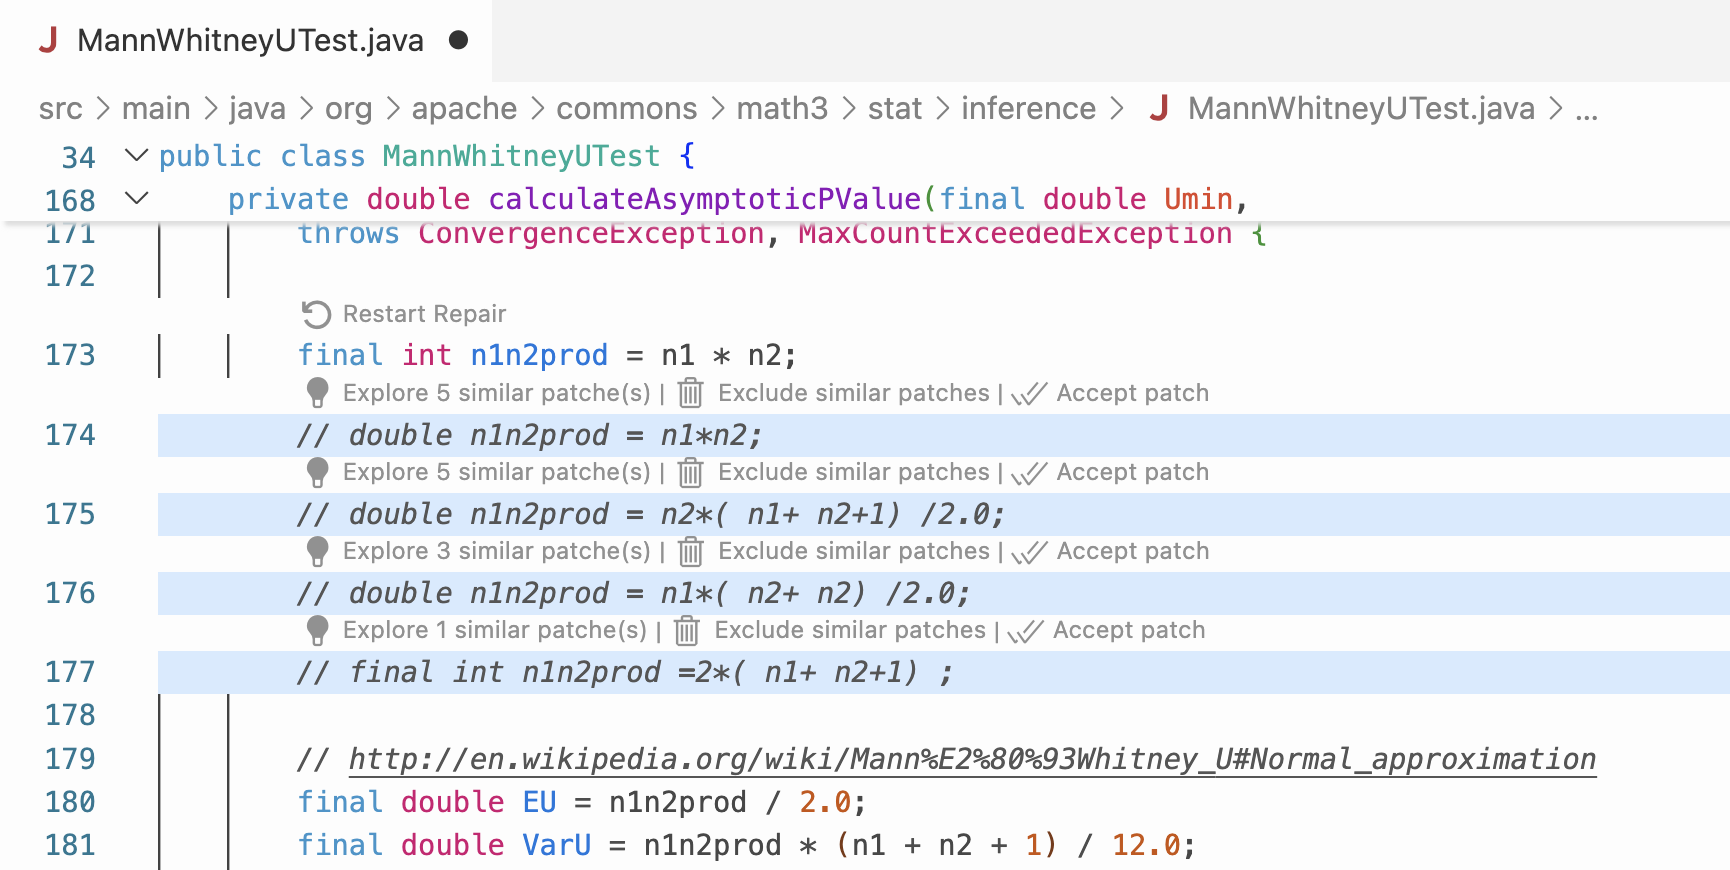 J MannWhitneyUTest.java ●
src > main > java > org > apache > commons > math3 > stat > inference > J MannWhitneyUTest.java > ...
34 public class MannWhitneyUTest {
168 private double calculateAsymptoticPValue(final double Umin,
171 throws ConvergenceException, MaxCountExceededException {
172
Restart Repair
173 final int n1n2prod = n1 * n2;
Explore 5 similar patche(s) | Exclude similar patches | Accept patch
174 // double n1n2prod = n1*n2;
Explore 5 similar patche(s) | Exclude similar patches | Accept patch
175 // double n1n2prod = n2*( n1+ n2+1) /2.0;
Explore 3 similar patche(s) | Exclude similar patches | Accept patch
176 // double n1n2prod = n1*( n2+ n2) /2.0;
Explore 1 similar patche(s) | Exclude similar patches | Accept patch
177 // final int n1n2prod =2*( n1+ n2+1) ;
178
179 // http://en.wikipedia.org/wiki/Mann%E2%80%93Whitney_U#Normal_approximation
180 final double EU = n1n2prod / 2.0;
181 final double VarU = n1n2prod * (n1 + n2 + 1) / 12.0;